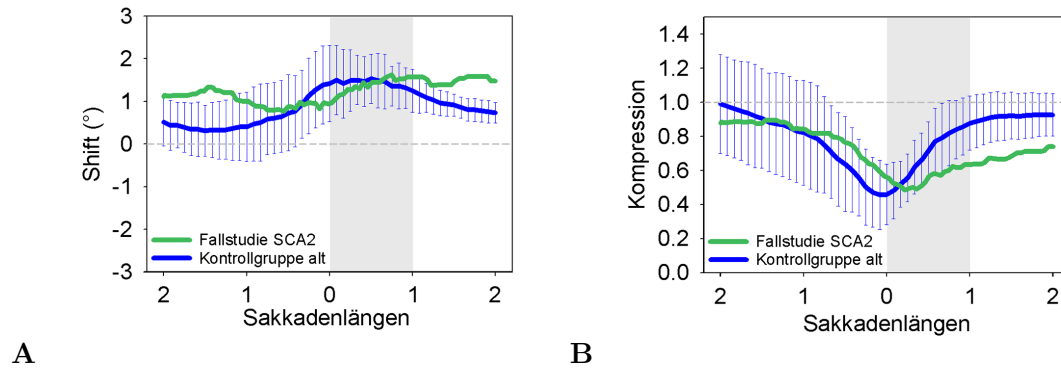 3
2
1
0
-1
-2
-3
Shift (°)
Fallstudie SCA2
Kontrollgruppe alt
2 1 0 1 2
Sakkadenlängen
A
1.4
1.2
1.0
0.8
0.6
0.4
0.2
0.0
Kompression
Fallstudie SCA2
Kontrollgruppe alt
2 1 0 1 2
Sakkadenlängen
B